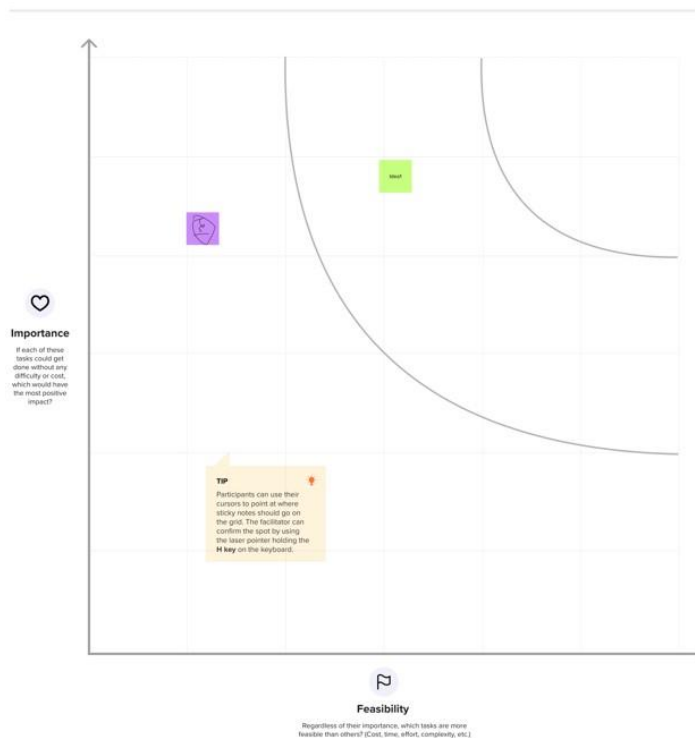 Idea1
Importance
If each of these
tasks could get
done without any
difficulty or cost,
which would have
the most positive
impact?
TIP
Participants can use their
cursors to point at where
sticky notes should go on
the grid. The facilitator can
confirm the spot by using
the laser pointer holding the
H key on the keyboard.
Feasibility
Regardless of their importance, which tasks are more
feasible than others? (Cost, time, effort, complexity, etc.)